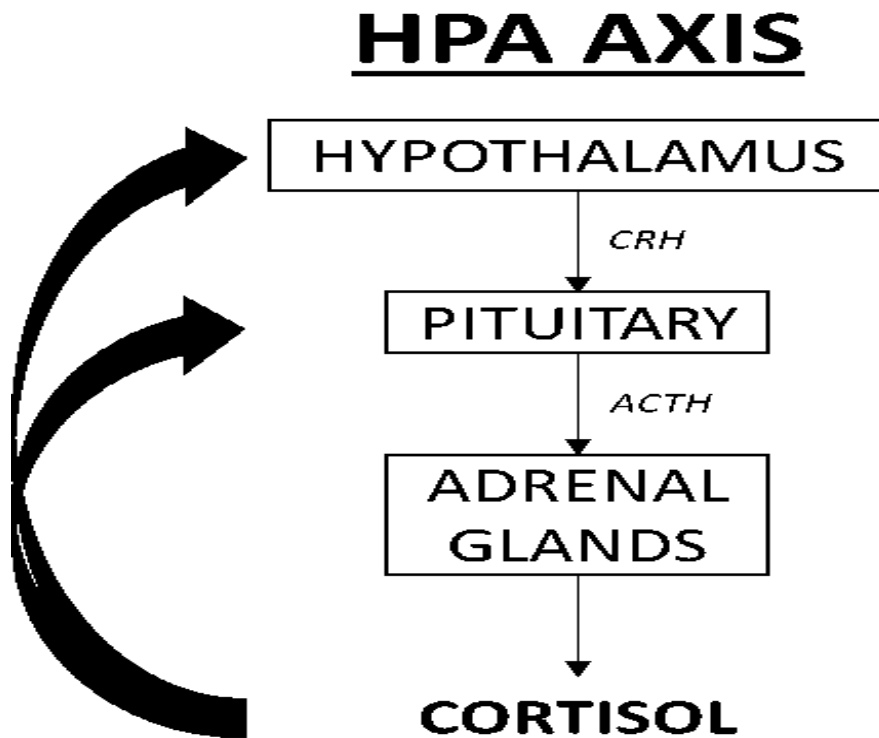 HPA AXIS
HYPOTHALAMUS
CRH
PITUITARY
ACTH
ADRENAL
GLANDS
CORTISOL